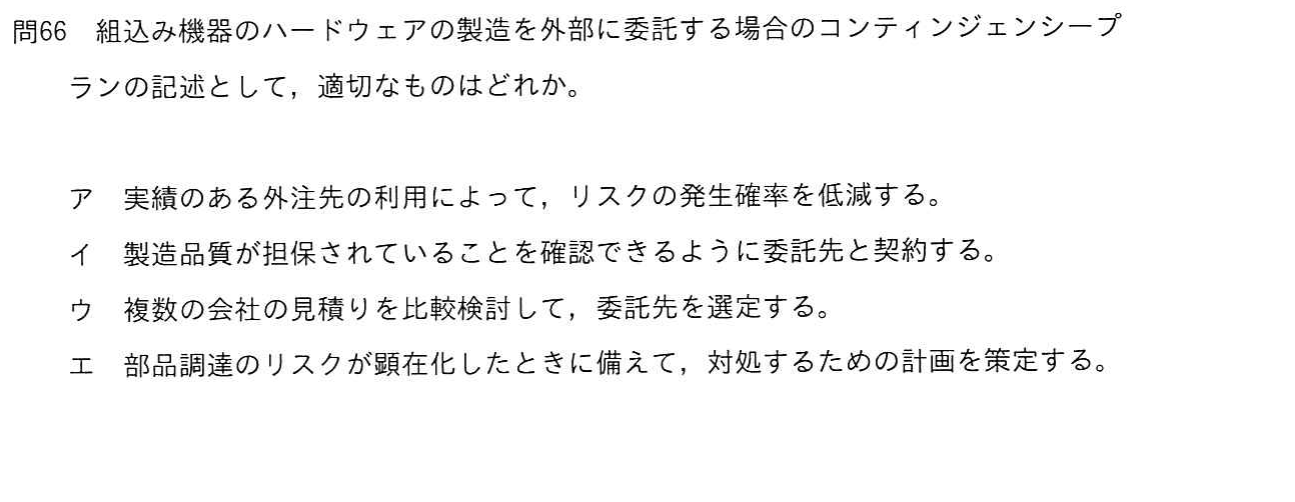 問66　組込み機器のハードウェアの製造を外部に委託する場合のコンティンジェンシープ
ランの記述として，適切なものはどれか。
ア　実績のある外注先の利用によって，リスクの発生確率を低減する。
イ　製造品質が担保されていることを確認できるように委託先と契約する。
ウ　複数の会社の見積りを比較検討して，委託先を選定する。
エ　部品調達のリスクが顕在化したときに備えて，対処するための計画を策定する。